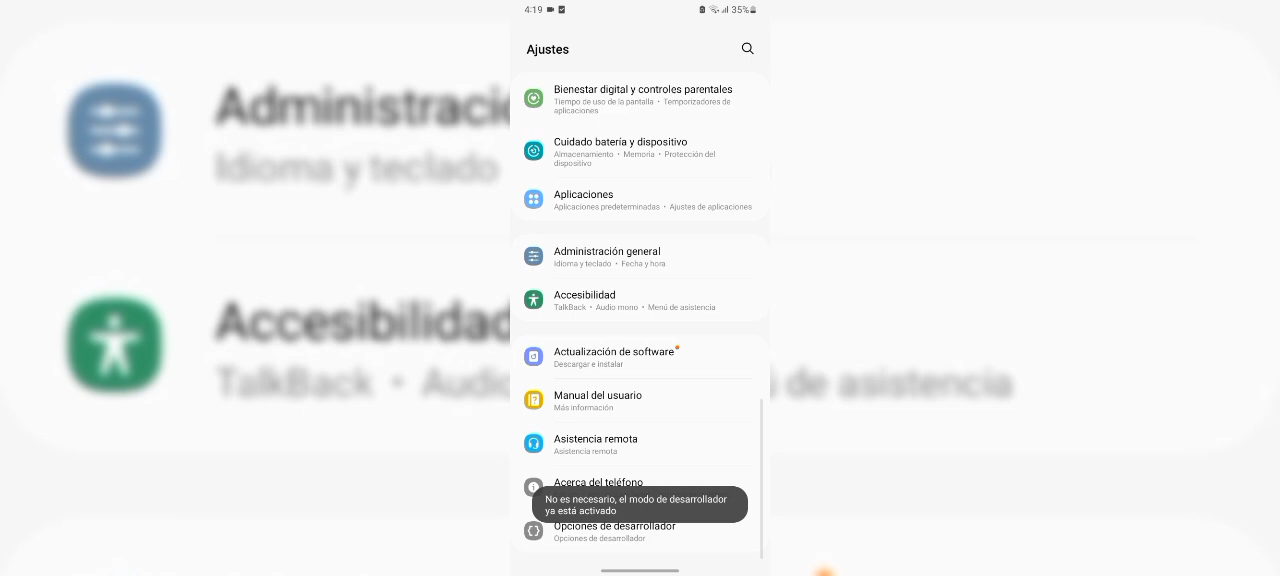 4:19
35%
Ajustes
Bienestar digital y controles parentales
Tiempo de uso de la pantalla • Temporizadores de
aplicaciones
Cuidado batería y dispositivo
Almacenamiento • Memoria • Protección del
dispositivo
Aplicaciones
Aplicaciones predeterminadas • Ajustes de aplicaciones
Administración general
Idioma y teclado • Fecha y hora
Accesibilidad
TalkBack • Audio mono • Menú de asistencia
Actualización de software
Descargar e instalar
Manual del usuario
Más información
Asistencia remota
Asistencia remota
Acerca del teléfono
No es necesario, el modo de desarrollador
ya está activado
Opciones de desarrollador
Opciones de desarrollador
Administraci
Idioma y teclado
Accesibilidad
TalkBack • Audio
de asistencia